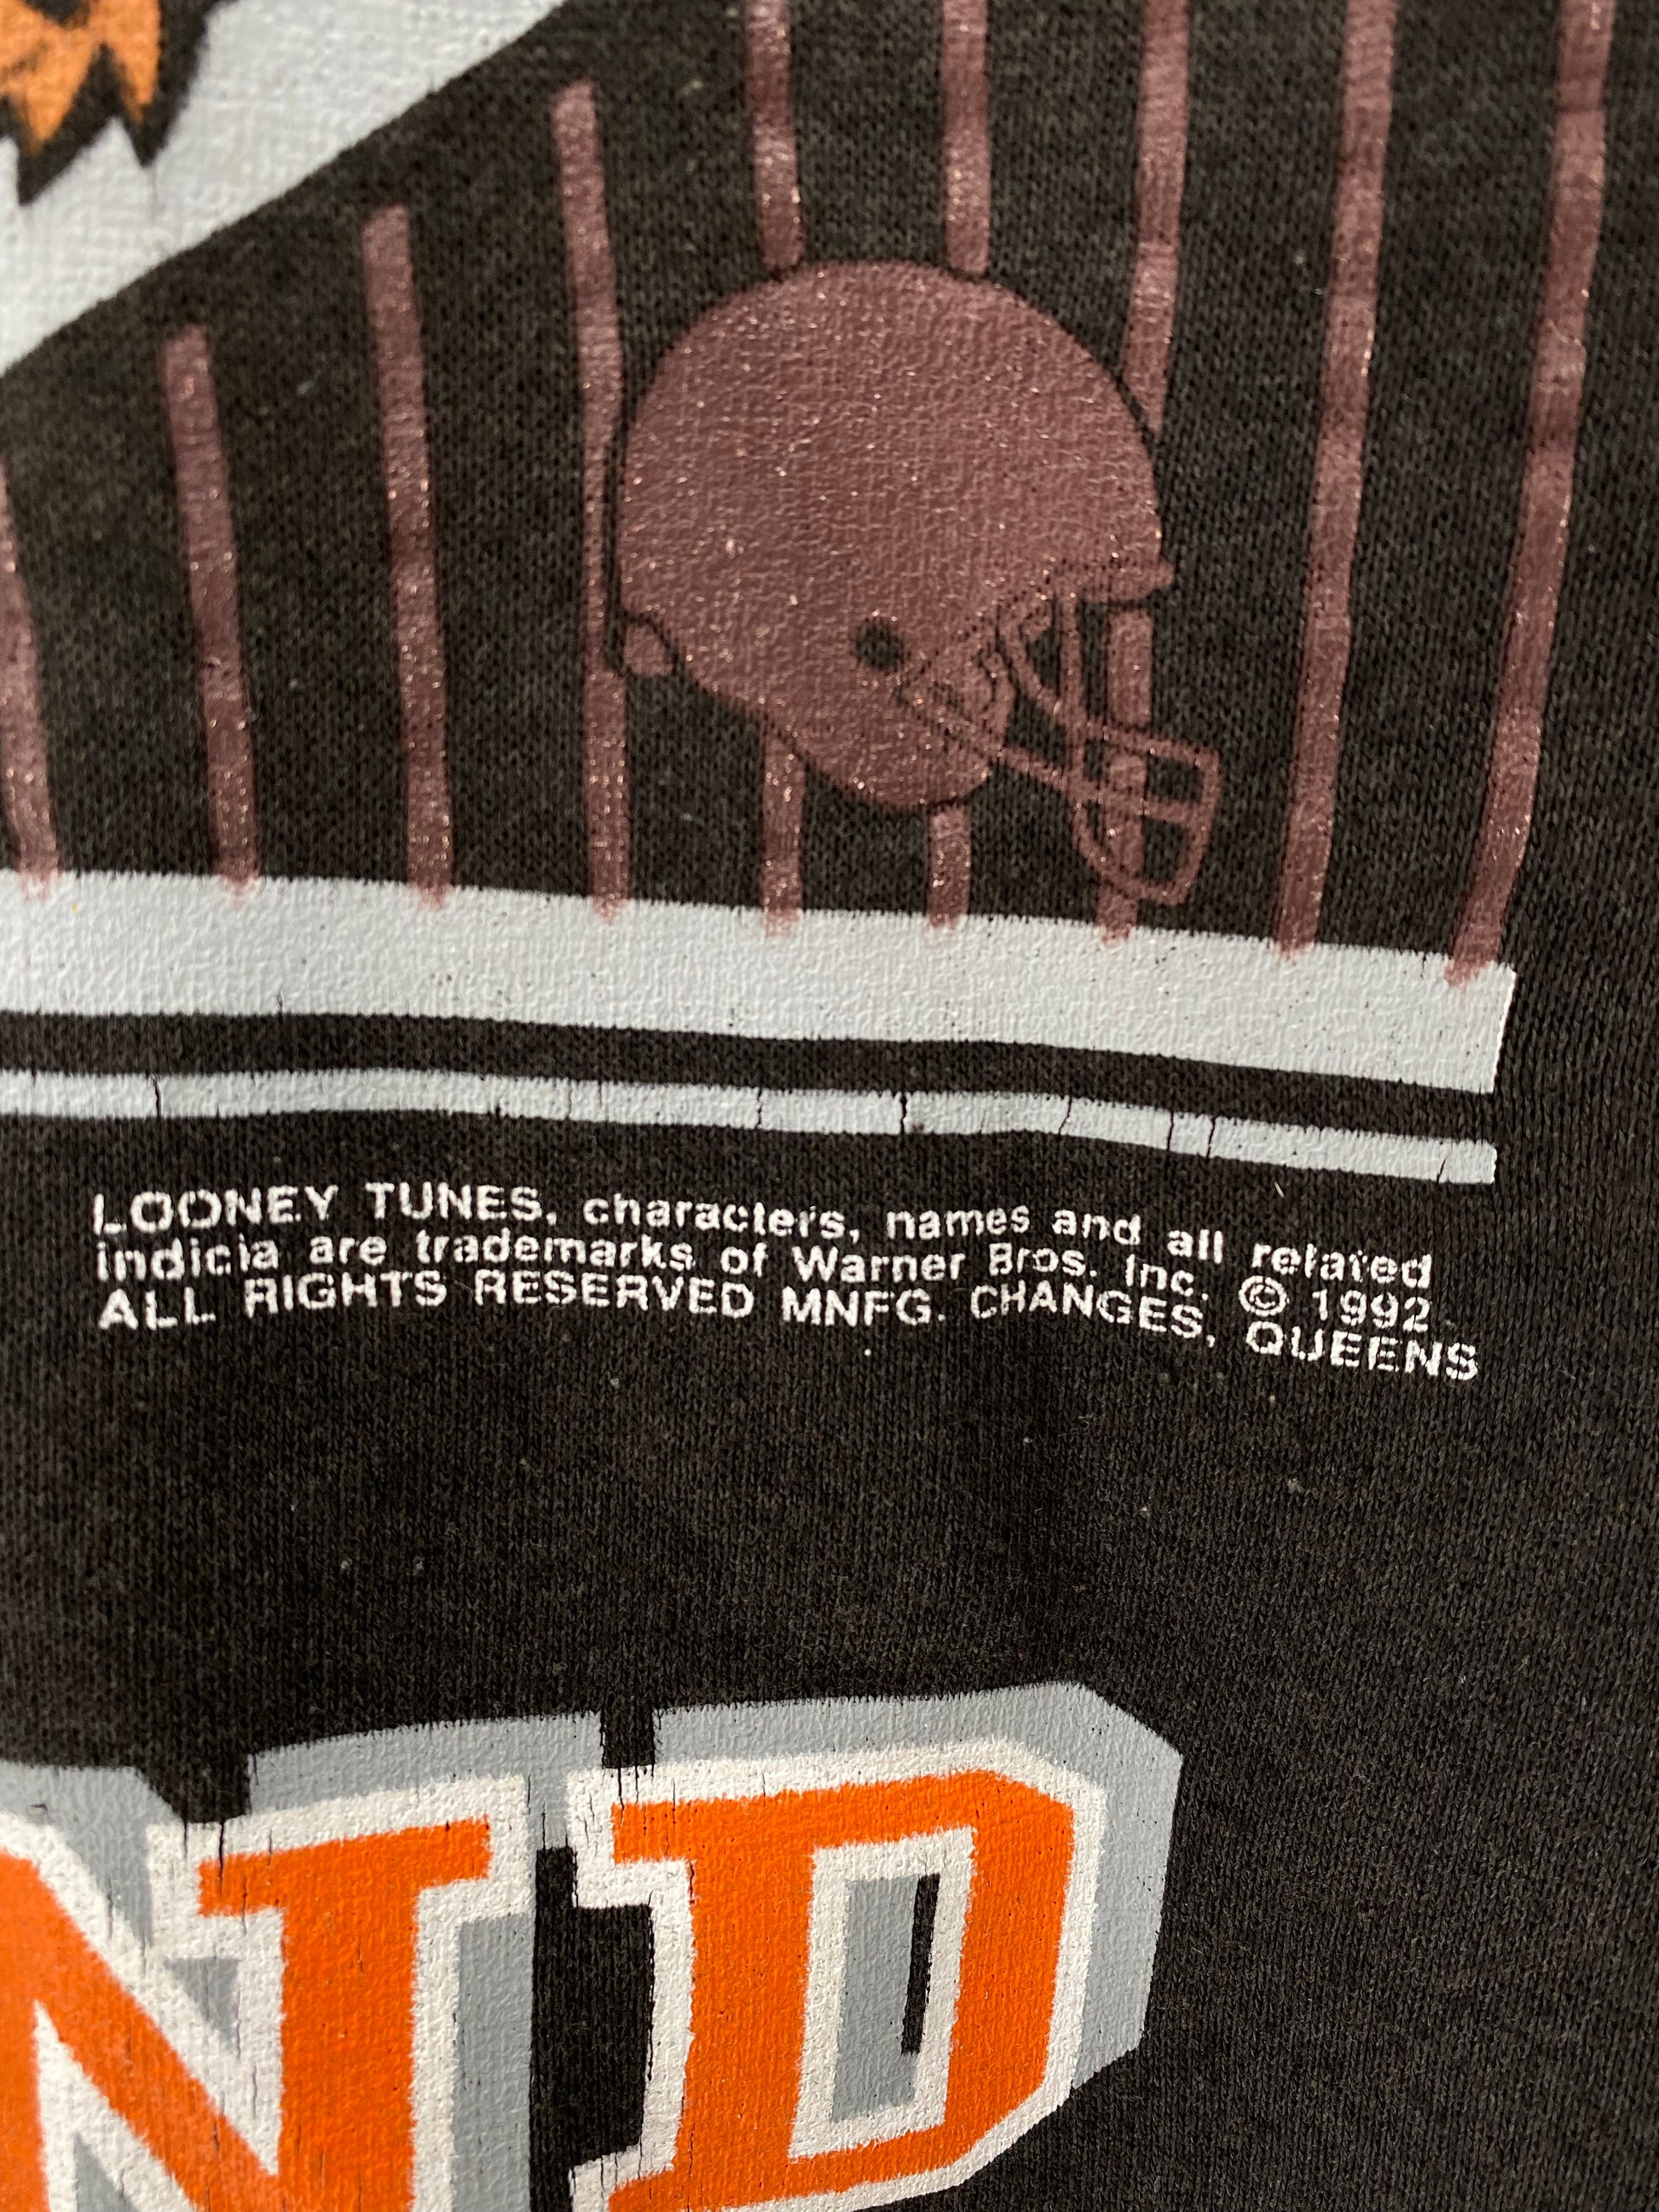 LOONEY TUNES, characters, names and all related
indicia are trademarks of Warner Bros. Inc. © 1992
ALL RIGHTS RESERVED MNFG. CHANGES, QUEENS
ND